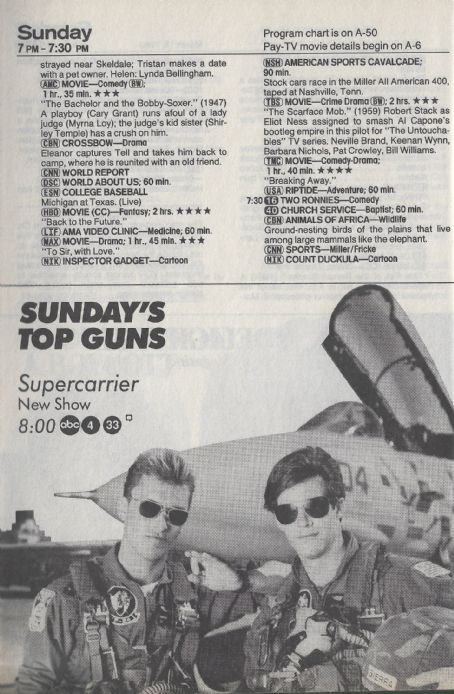 Sunday
7 PM – 7:30 PM
Program chart is on A-50
Pay-TV movie details begin on A-6
strayed near Skeldale; Tristan makes a
date with a pet owner. Helen: Lynda Bellingham.
(AMC) MOVIE—Comedy (BW);
1 hr., 35 min. ★★★
"The Bachelor and the Bobby-Soxer." (1947)
A playboy (Cary Grant) runs afoul of a lady
judge (Myrna Loy); the judge's kid sister (Shir-
ley Temple) has a crush on him.
(CBN) CROSSBOW—Drama
Eleanor captures Tell and takes him back to
camp, where he is reunited with an old friend.
(CNN) WORLD REPORT
(DSC) WORLD ABOUT US; 60 min.
(ESN) COLLEGE BASEBALL
Michigan at Texas. (Live)
(HBO) MOVIE (CC)—Fantasy; 2 hrs. ★★★★
"Back to the Future."
(LIF) AMA VIDEO CLINIC—Medicine; 60 min.
(MAX) MOVIE—Drama; 1 hr., 45 min. ★★★
"To Sir, with Love."
(NIK) INSPECTOR GADGET—Cartoon
(NSH) AMERICAN SPORTS CAVALCADE;
90 min.
Stock cars race in the Miller All American 400,
taped at Nashville, Tenn.
(TBS) MOVIE—Crime Drama (BW); 2 hrs. ★★★
"The Scarface Mob." (1959) Robert Stack as
Eliot Ness assigned to smash Al Capone's
bootleg empire in this pilot for "The Untoucha-
bles" TV series. Neville Brand, Keenan Wynn,
Barbara Nichols, Pat Crowley, Bill Williams.
(TMC) MOVIE—Comedy-Drama;
1 hr., 40 min. ★★★★
"Breaking Away."
(USA) RIPTIDE—Adventure; 60 min.
7:30 16 TWO RONNIES—Comedy
40 CHURCH SERVICE—Baptist; 60 min.
(CBN) ANIMALS OF AFRICA—Wildlife
Ground-nesting birds of the plains that live
among large mammals like the elephant.
(CNN) SPORTS—Miller/Fricke
(NIK) COUNT DUCKULA—Cartoon
SUNDAY'S
TOP GUNS
Supercarrier
New Show
8:00 abc 4 33
04
SIERRA